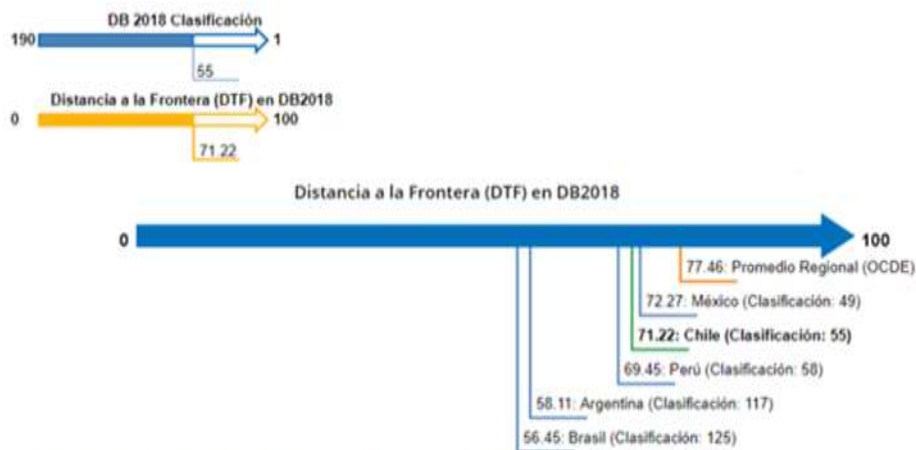 DB 2018 Clasificación
190 1
55
Distancia a la Frontera (DTF) en DB2018
0 100
71.22
Distancia a la Frontera (DTF) en DB2018
0 100
77.46: Promedio Regional (OCDE)
72.27: México (Clasificación: 49)
71.22: Chile (Clasificación: 55)
69.45: Perú (Clasificación: 58)
58.11: Argentina (Clasificación: 117)
56.45: Brasil (Clasificación: 125)